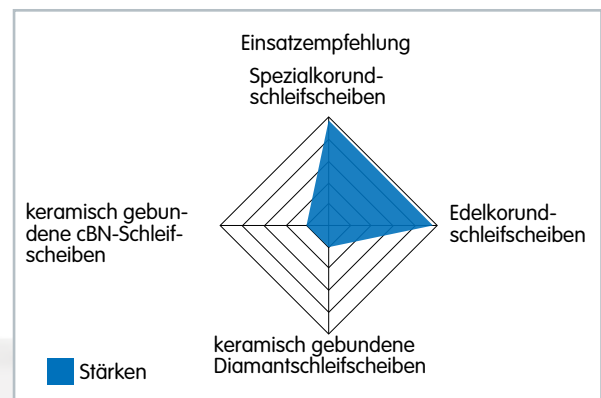 Einsatzempfehlung
Spezialkorund-
schleifscheiben
keramisch gebun-
dene cBN-Schleif-
scheiben
Edelkorund-
schleifscheiben
keramisch gebundene
Diamantschleifscheiben
Stärken